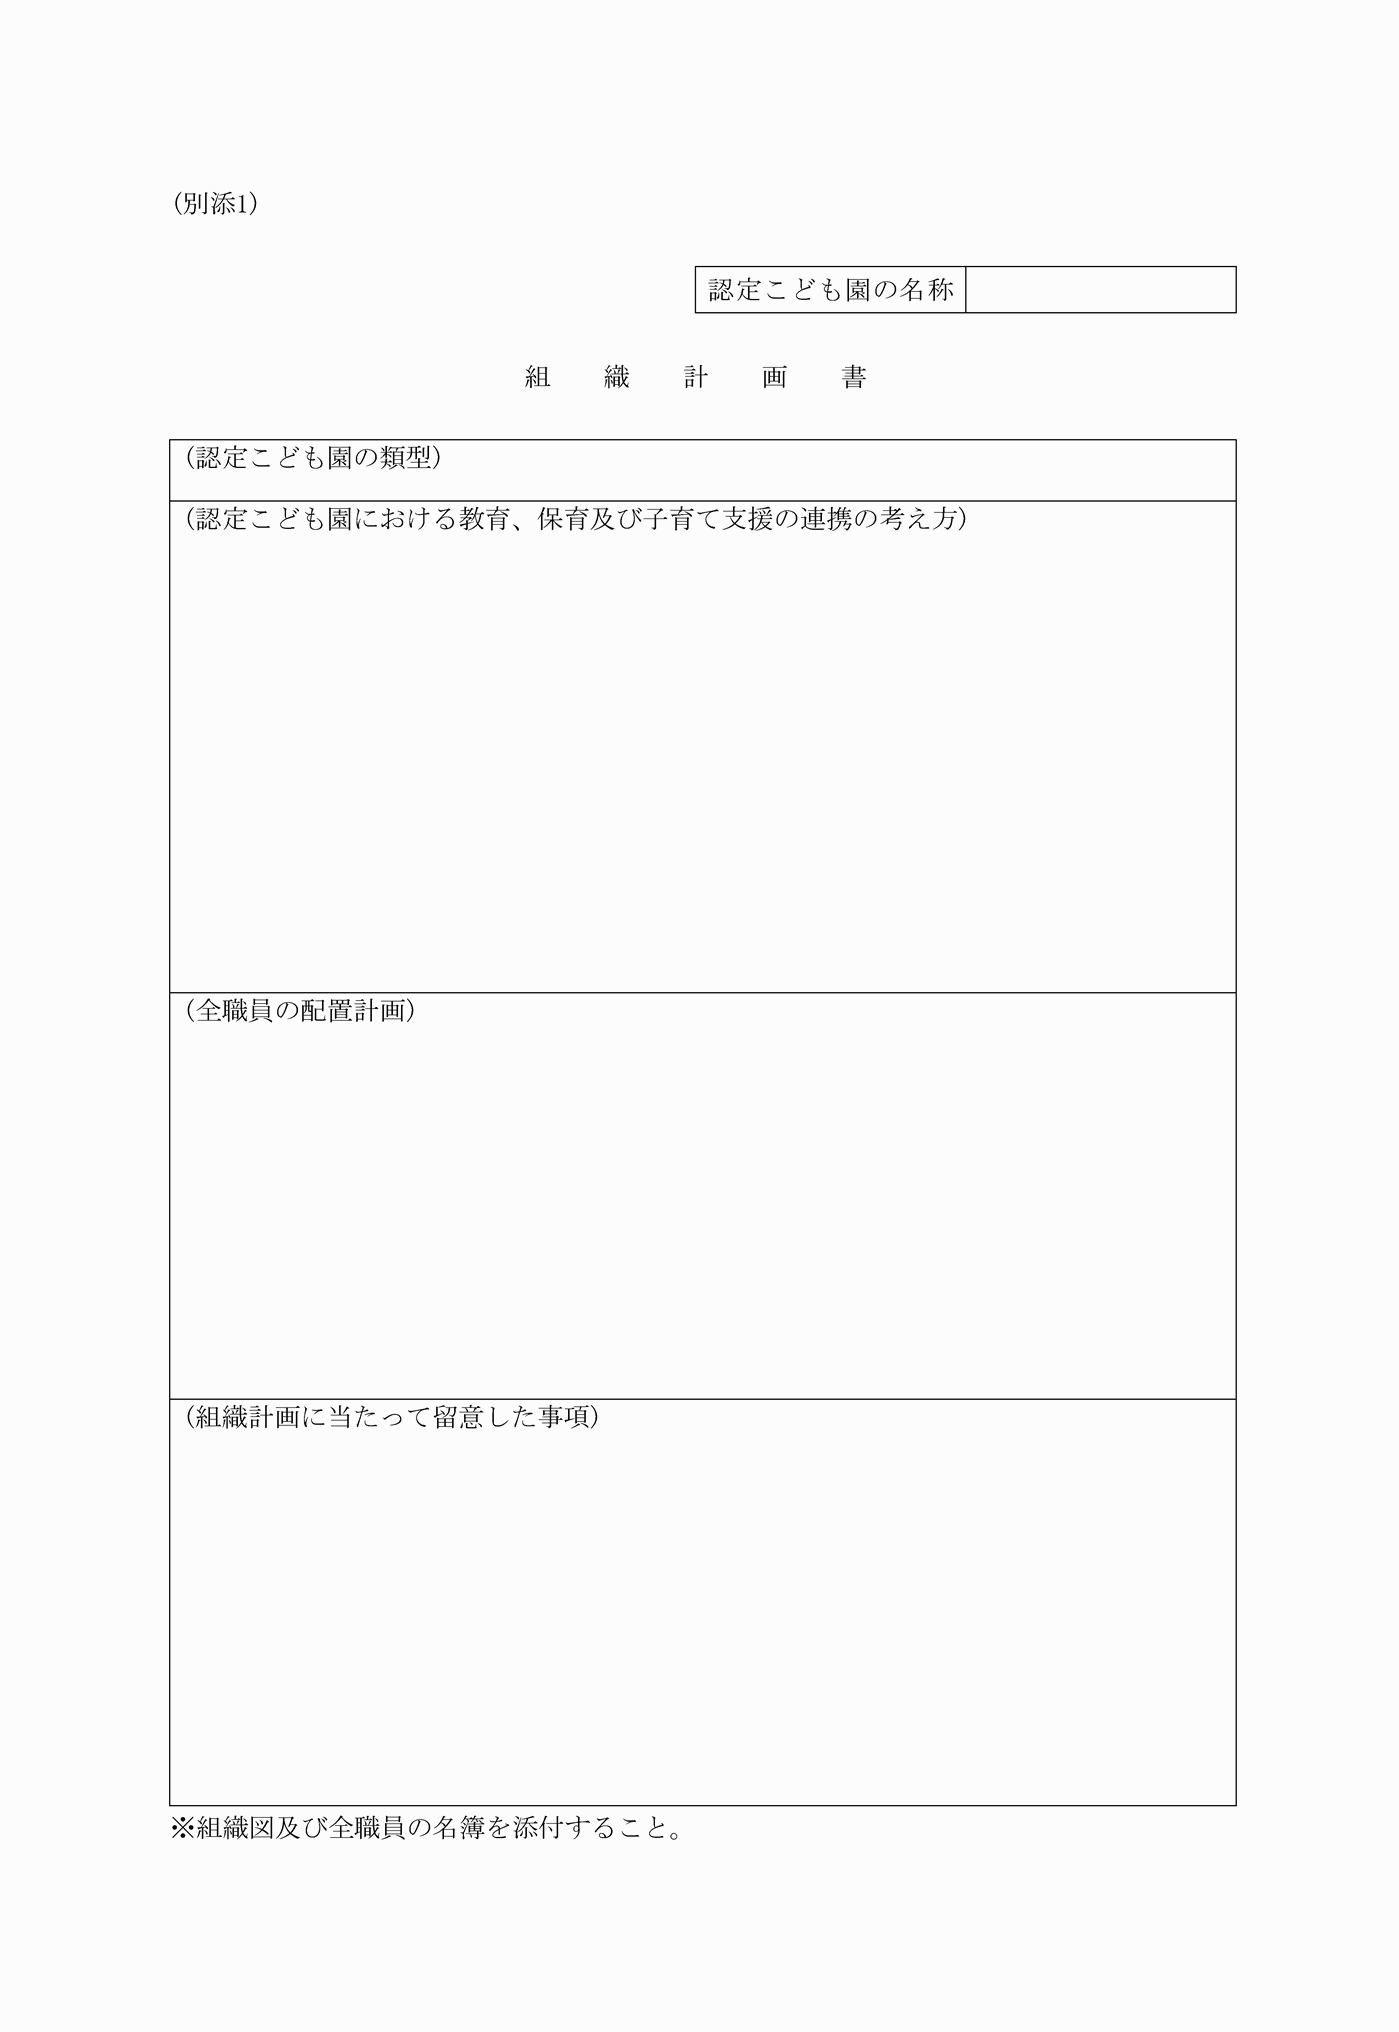 （別添1）
認定こども園の名称
組　　織　　計　　画　　書
（認定こども園の類型）
（認定こども園における教育、保育及び子育て支援の連携の考え方）
（全職員の配置計画）
（組織計画に当たって留意した事項）
※組織図及び全職員の名簿を添付すること。